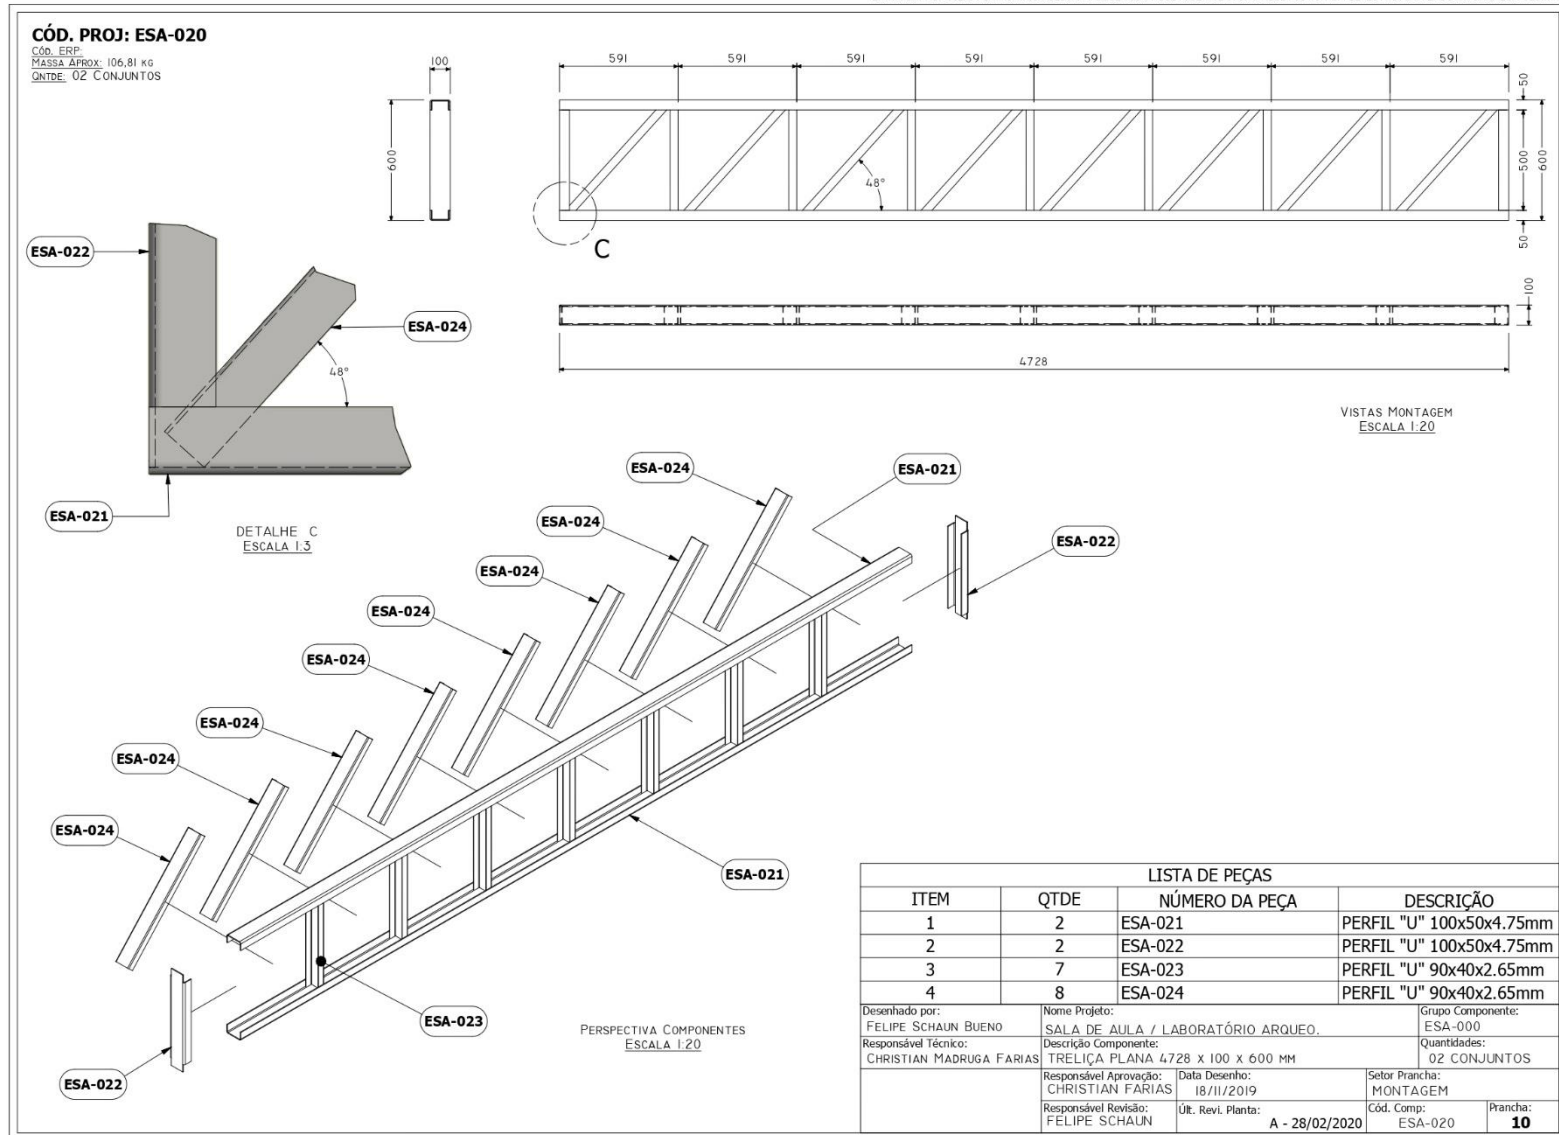 CÓD. PROJ: ESA-020
CÓD. ERP:
MASSA APROX: 106,81 KG
QNTDE: 02 CONJUNTOS
100
600
591 591 591 591 591 591 591 591
50
500
600
50
48°
C
100
4728
VISTAS MONTAGEM
ESCALA 1:20
ESA-022
ESA-024
48°
ESA-021
DETALHE C
ESCALA 1:3
ESA-024
ESA-021
ESA-024
ESA-022
ESA-024
ESA-024
ESA-024
ESA-024
ESA-024
ESA-024
ESA-021
ESA-023
ESA-022
PERSPECTIVA COMPONENTES
ESCALA 1:20
LISTA DE PEÇAS
ITEM QTDE NÚMERO DA PEÇA DESCRIÇÃO
1 2 ESA-021 PERFIL "U" 100x50x4.75mm
2 2 ESA-022 PERFIL "U" 100x50x4.75mm
3 7 ESA-023 PERFIL "U" 90x40x2.65mm
4 8 ESA-024 PERFIL "U" 90x40x2.65mm
Desenhado por: Nome Projeto: Grupo Componente:
FELIPE SCHAUN BUENO SALA DE AULA / LABORATÓRIO ARQUEO. ESA-000
Responsável Técnico: Descrição Componente: Quantidades:
CHRISTIAN MADRUGA FARIAS TRELIÇA PLANA 4728 X 100 X 600 MM 02 CONJUNTOS
Responsável Aprovação: Data Desenho: Setor Prancha:
CHRISTIAN FARIAS 18/11/2019 MONTAGEM
Responsável Revisão: Últ. Revi. Planta: Cód. Comp: Prancha:
FELIPE SCHAUN A - 28/02/2020 ESA-020 10